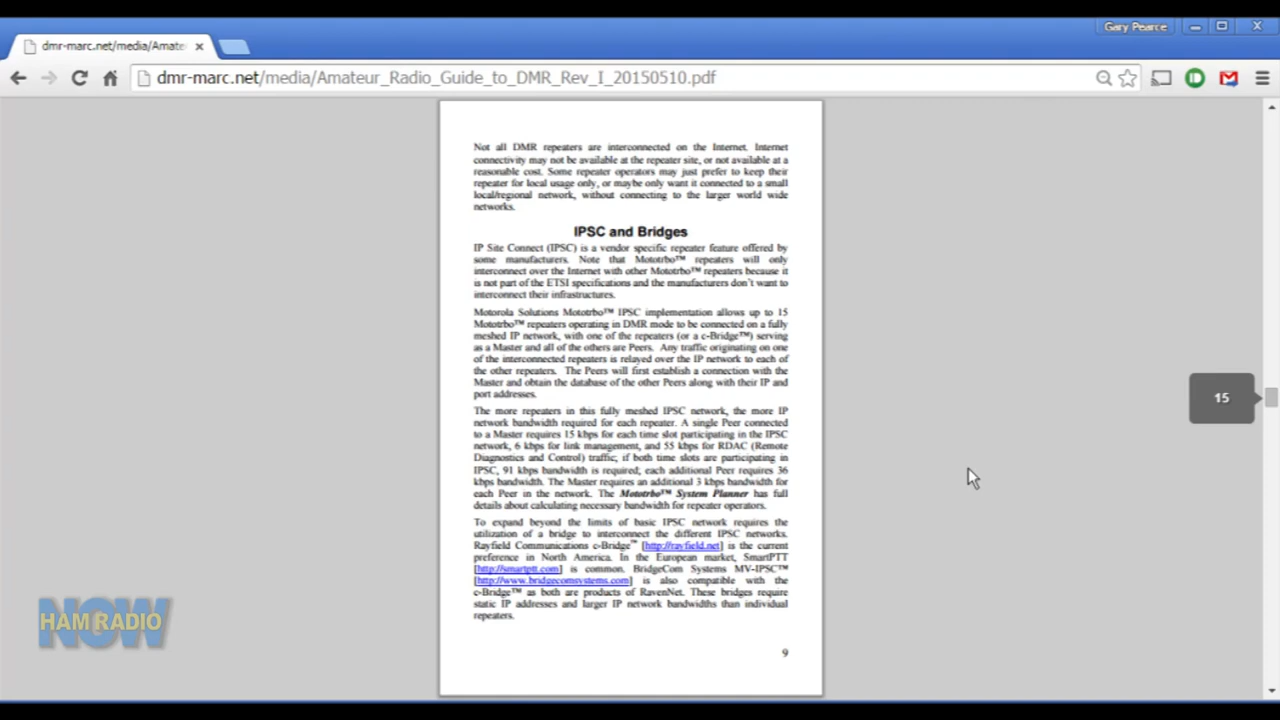 Gary Pearce
dmr-marc.net/media/Amate
dmr-marc.net/media/Amateur_Radio_Guide_to_DMR_Rev_I_20150510.pdf
Not all DMR repeaters are interconnected on the Internet. Internet
connectivity may not be available at the repeater site, or not available at a
reasonable cost. Some repeater operators may just prefer to keep their
repeater for local usage only, or maybe only want it connected to a small
local/regional network, without connecting to the larger world wide
networks.
IPSC and Bridges
IP Site Connect (IPSC) is a vendor specific repeater feature offered by
some manufacturers. Note that Mototrbo™ repeaters will only
interconnect over the Internet with other Mototrbo™ repeaters because it
is not part of the ETSI specifications and the manufacturers don't want to
interconnect their infrastructures.
Motorola Solutions Mototrbo™ IPSC implementation allows up to 15
Mototrbo™ repeaters operating in DMR mode to be connected on a fully
meshed IP network, with one of the repeaters (or a c-Bridge™) serving
as a Master and all of the others are Peers. Any traffic originating on one
of the interconnected repeaters is relayed over the IP network to each of
the other repeaters. The Peers will first establish a connection with the
Master and obtain the database of the other Peers along with their IP and
port addresses.
The more repeaters in this fully meshed IPSC network, the more IP
network bandwidth required for each repeater. A single Peer connected
to a Master requires 15 kbps for each time slot participating in the IPSC
network, 6 kbps for link management, and 55 kbps for RDAC (Remote
Diagnostics and Control) traffic; if both time slots are participating in
IPSC, 91 kbps bandwidth is required; each additional Peer requires 36
kbps bandwidth. The Master requires an additional 3 kbps bandwidth for
each Peer in the network. The Mototrbo™ System Planner has full
details about calculating necessary bandwidth for repeater operators.
To expand beyond the limits of basic IPSC network requires the
utilization of a bridge to interconnect the different IPSC networks.
Rayfield Communications c-Bridge™ [http://rayfield.net] is the current
preference in North America. In the European market, SmartPTT
[http://smartptt.com] is common. BridgeCom Systems MV-IPSC™
[http://www.bridgecomsystems.com] is also compatible with the
c-Bridge™ as both are products of RavenNet. These bridges require
static IP addresses and larger IP network bandwidths than individual
repeaters.
9
15
HAM RADIO
NOW